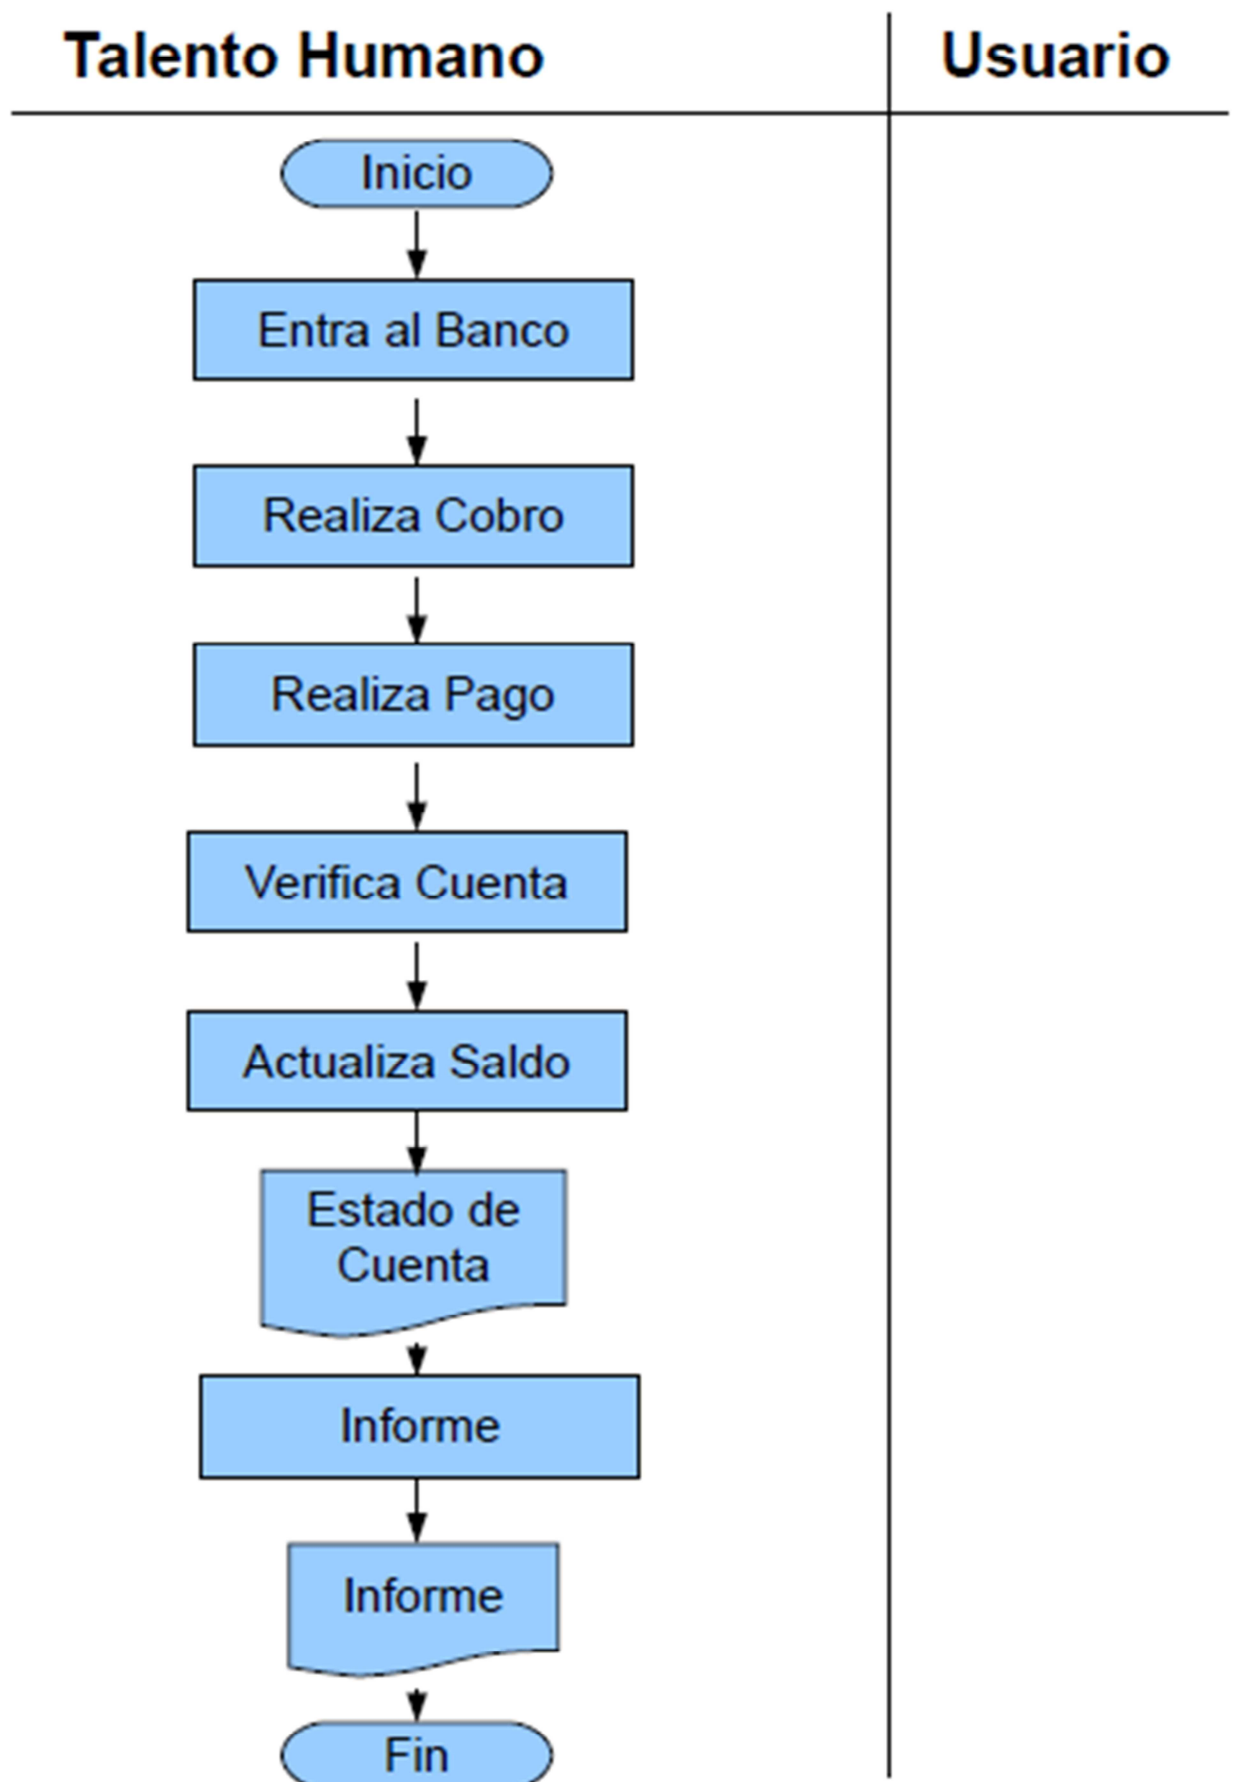 Talento Humano
Usuario
Inicio
Entra al Banco
Realiza Cobro
Realiza Pago
Verifica Cuenta
Actualiza Saldo
Estado de
Cuenta
Informe
Informe
Fin